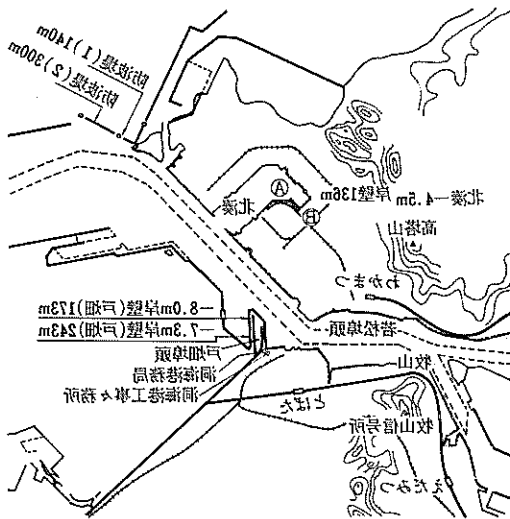 防波堤(1)140m
防波堤(2)300m
北湊-4.5m岸壁136m
A
B
北湊
高塔山
わかまつ
-8.0m岸壁(戸畑)173m
-7.3m岸壁(戸畑)243m
戸畑埠頭
洞海港務局
洞海港工事々務所
若松埠頭
牧山
とばた
牧山信号所
えだみつ